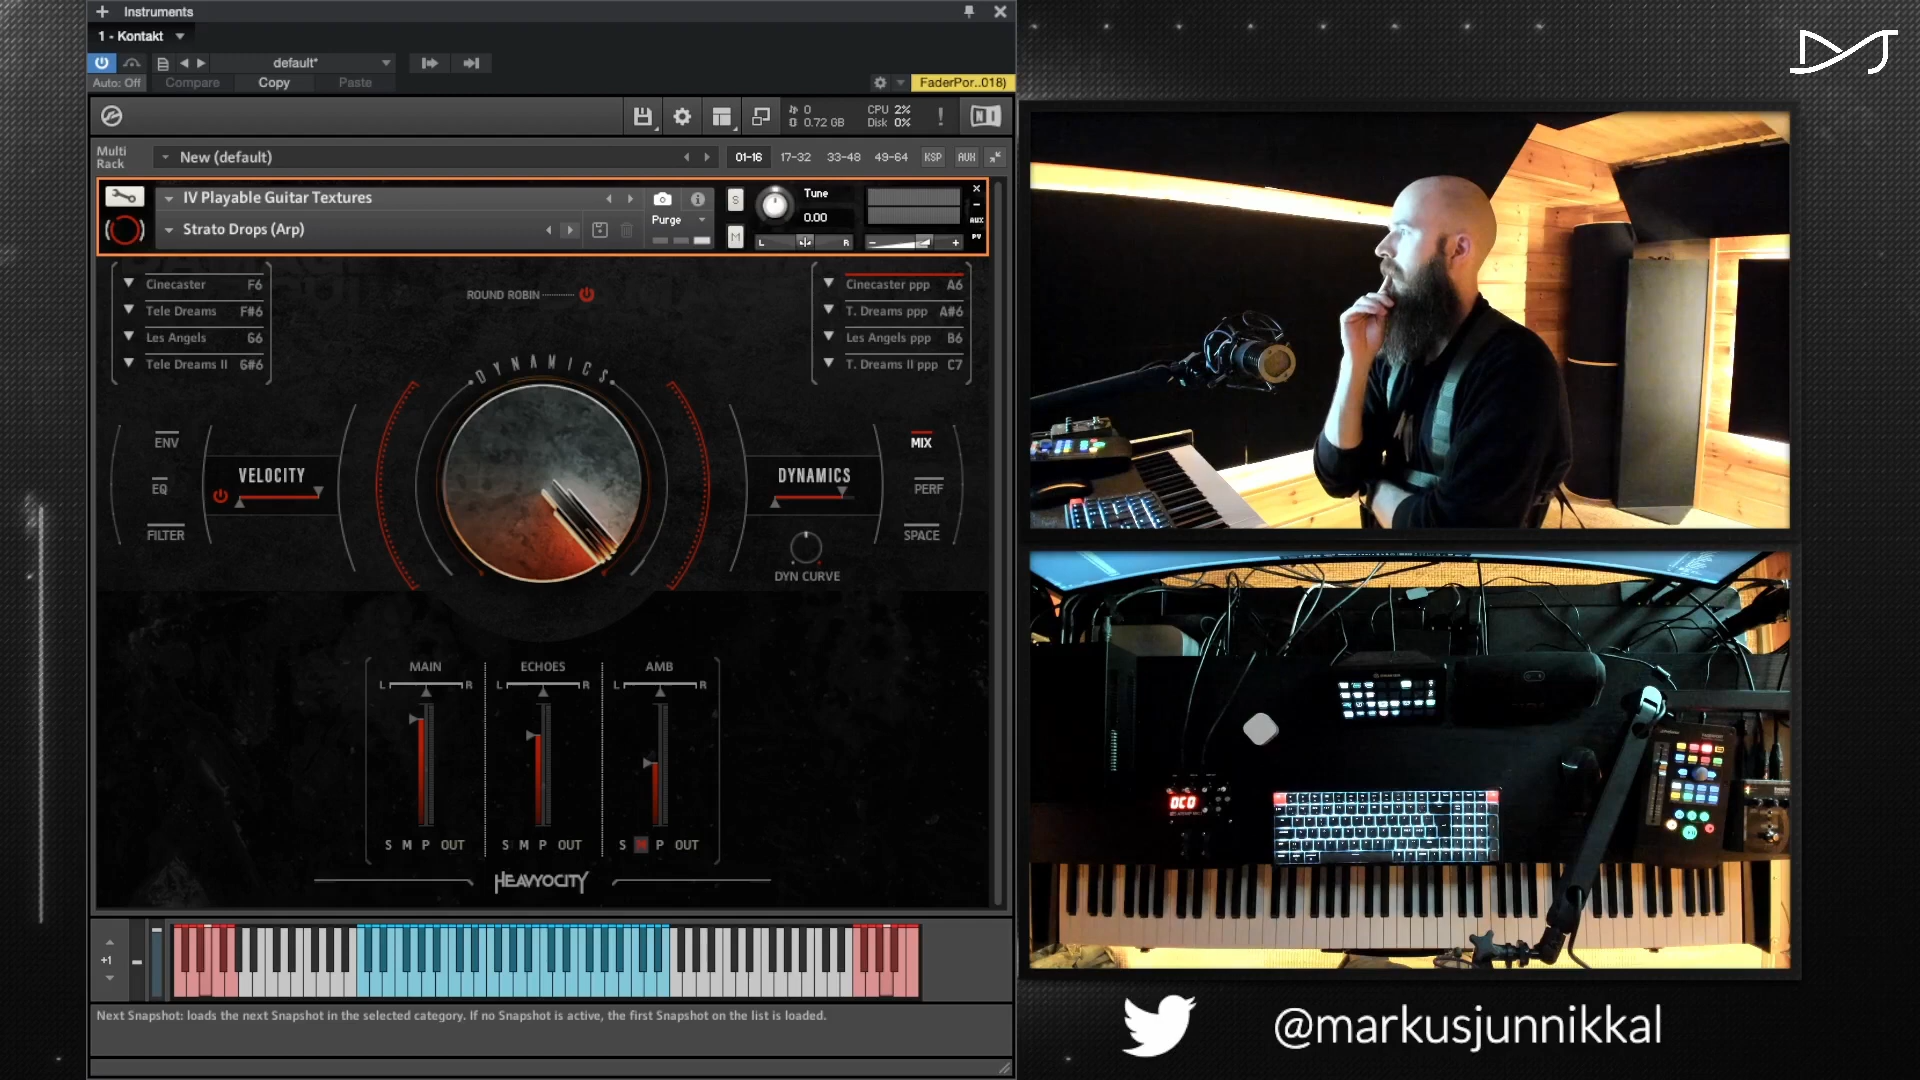 Instruments
1 - Kontakt
default*
Auto: Off
Compare
Copy
Paste
FaderPor..018)
0
0.72 GB
CPU 2%
Disk 0%
!
NI
Multi
Rack
New (default)
01-16
17-32
33-48
49-64
KSP
AUX
IV Playable Guitar Textures
Purge
S
Tune
0.00
Strato Drops (Arp)
M
L
R
AUX
PV
Cinecaster F6
Tele Dreams F#6
Les Angels G6
Tele Dreams II G#6
ROUND ROBIN
Cinecaster ppp A6
T. Dreams ppp A#6
Les Angels ppp B6
T. Dreams II ppp C7
DYNAMICS
ENV
EQ
FILTER
VELOCITY
DYNAMICS
DYN CURVE
MIX
PERF
SPACE
MAIN
ECHOES
AMB
L R
L R
L R
S M P OUT
S M P OUT
S M P OUT
HEAVYOCITY
+1
Next Snapshot: loads the next Snapshot in the selected category. If no Snapshot is active, the first Snapshot on the list is loaded.
@markusjunnikkal